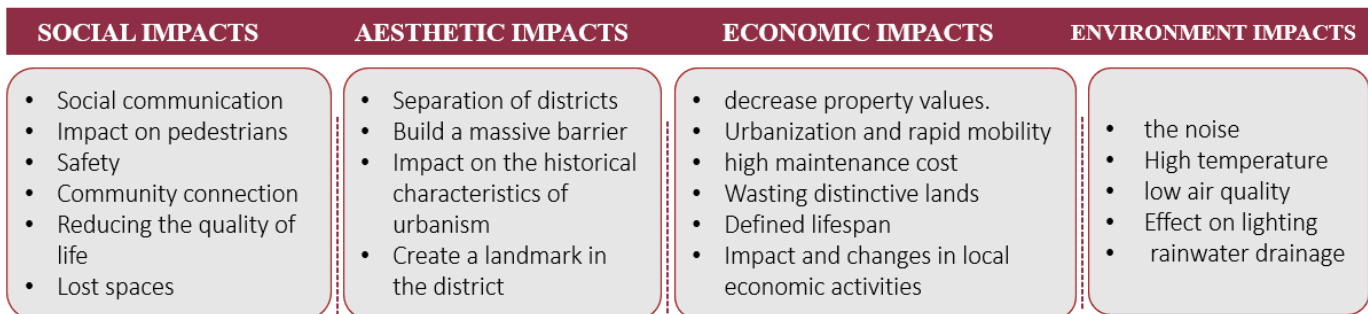 SOCIAL IMPACTS
AESTHETIC IMPACTS
ECONOMIC IMPACTS
ENVIRONMENT IMPACTS
• Social communication
• Impact on pedestrians
• Safety
• Community connection
• Reducing the quality of
life
• Lost spaces
• Separation of districts
• Build a massive barrier
• Impact on the historical
characteristics of
urbanism
• Create a landmark in
the district
• decrease property values.
• Urbanization and rapid mobility
• high maintenance cost
• Wasting distinctive lands
• Defined lifespan
• Impact and changes in local
economic activities
• the noise
• High temperature
• low air quality
• Effect on lighting
• rainwater drainage